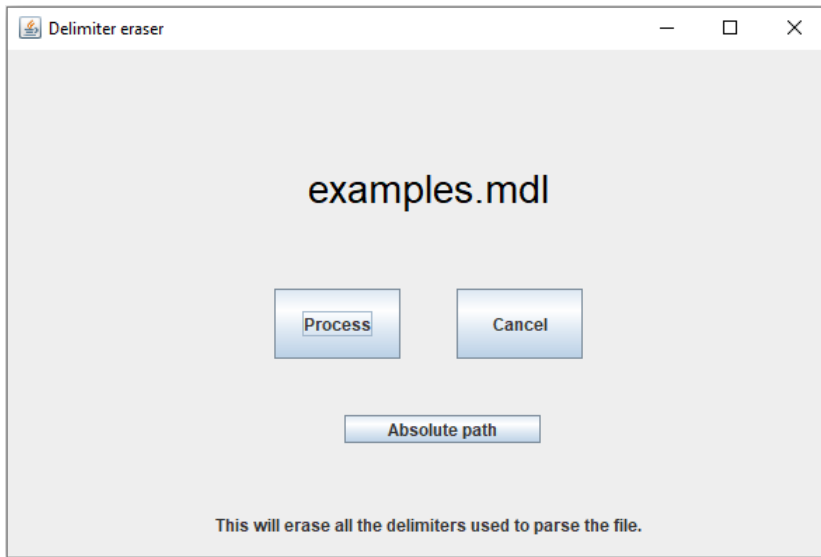 Delimiter eraser
examples.mdl
Process
Cancel
Absolute path
This will erase all the delimiters used to parse the file.